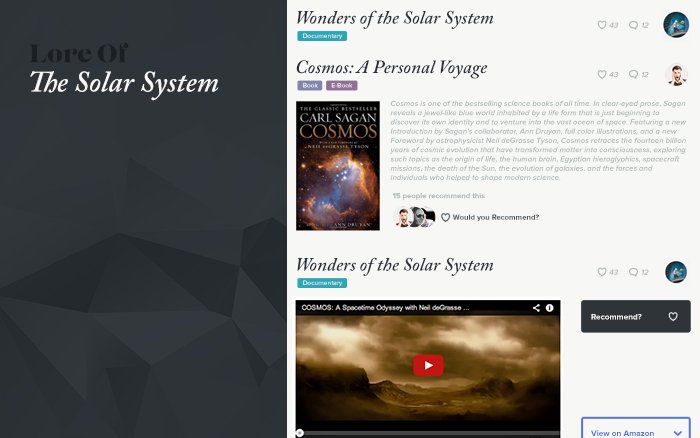 Lore Of
The Solar System
Wonders of the Solar System
43
12
Documentary
Cosmos: A Personal Voyage
43
12
Book
E-Book
THE CLASSIC BESTSELLER
CARL SAGAN
COSMOS
NEIL DEGRASSE TYSON
ANN DRUYAN
Cosmos is one of the bestselling science books of all time. In clear-eyed prose, Sagan
reveals a jewel-like blue world inhabited by a life form that is just beginning to
discover its own identity and to venture into the vast ocean of space. Featuring a new
Introduction by Sagan's collaborator, Ann Druyan, full color illustrations, and a new
Foreword by astrophysicist Neil deGrasse Tyson, Cosmos retraces the fourteen billion
years of cosmic evolution that have transformed matter into consciousness, exploring
such topics as the origin of life, the human brain, Egyptian hieroglyphics, spacecraft
missions, the death of the Sun, the evolution of galaxies, and the forces and
individuals who helped to shape modern science.
15 people recommend this
Would you Recommend?
Wonders of the Solar System
43
12
Documentary
COSMOS: A Spacetime Odyssey with Neil deGrasse ...
Recommend?
View on Amazon